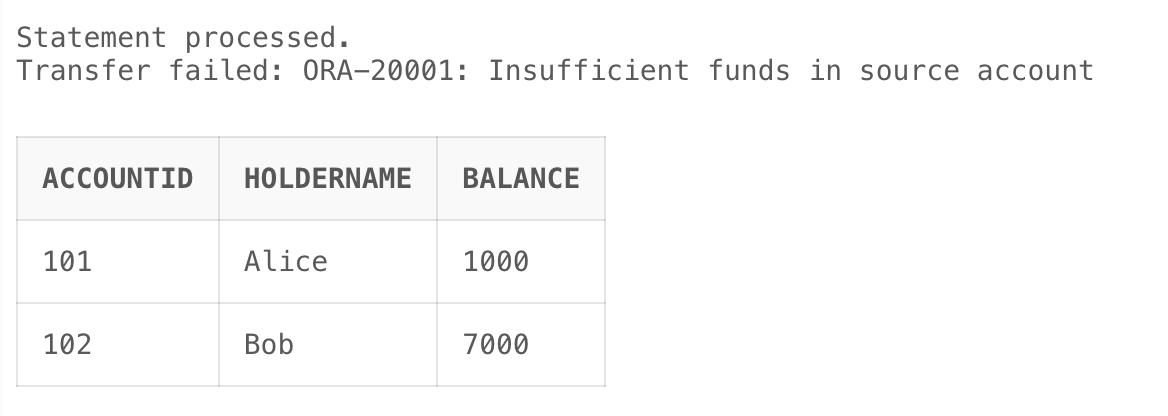 Statement processed.
Transfer failed: ORA-20001: Insufficient funds in source account
ACCOUNTID HOLDERNAME BALANCE
101 Alice 1000
102 Bob 7000